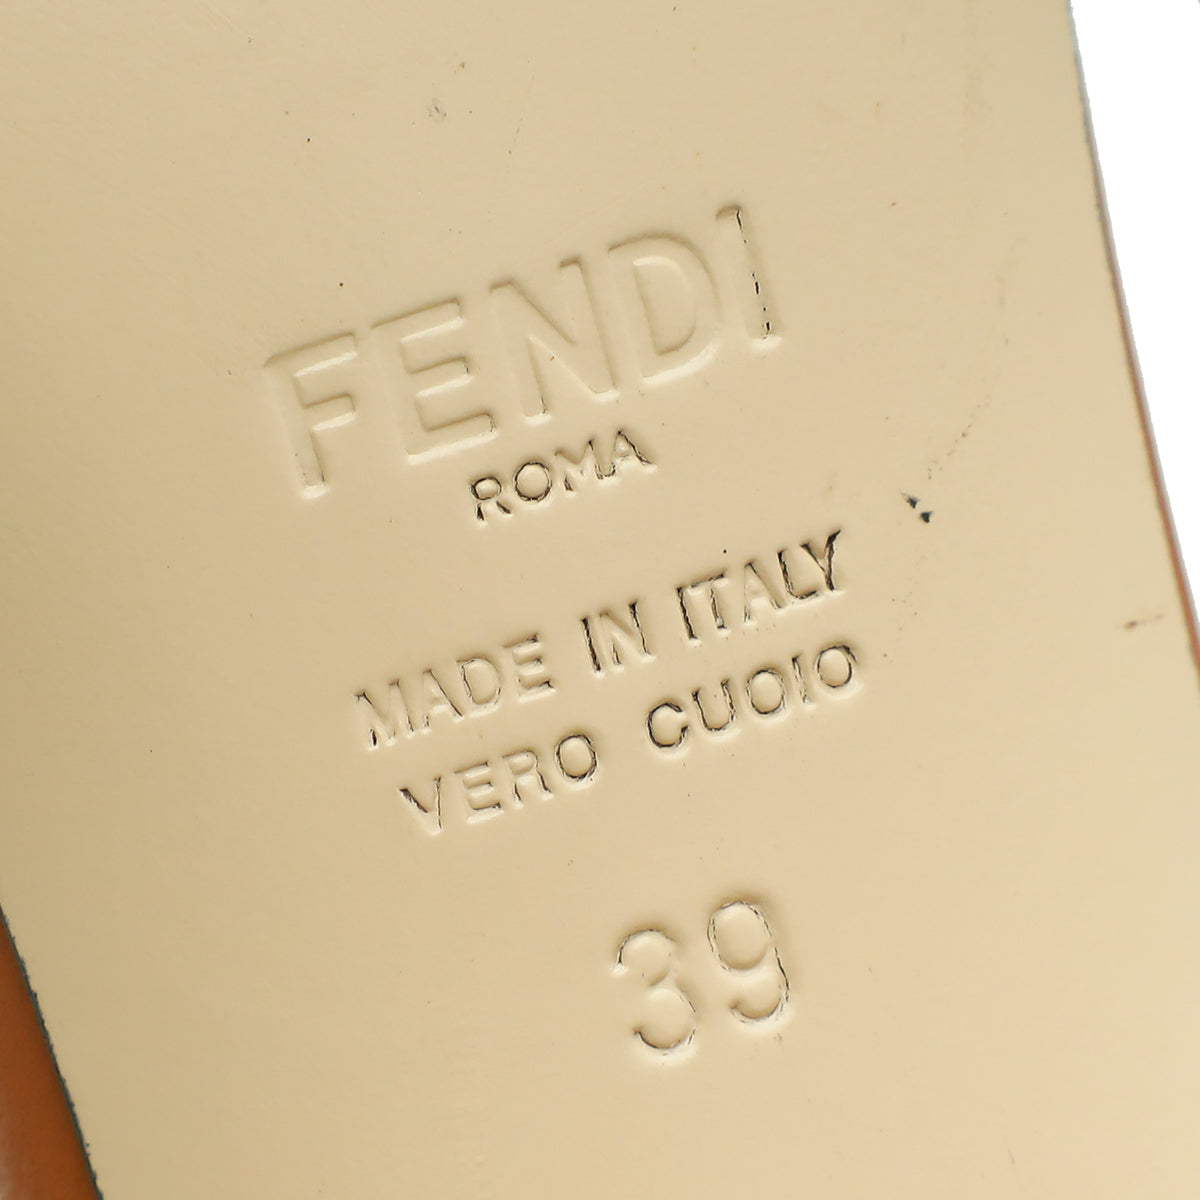 FENDI
ROMA
MADE IN ITALY
VERO CUOIO
39